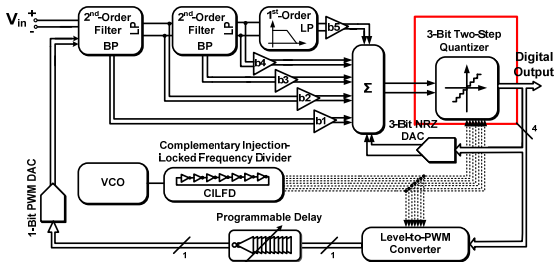 Vin + -
2nd-Order Filter
LP
BP
2nd-Order Filter
LP
BP
1st-Order
LP
b5
b4
b3
b2
b1
Σ
3-Bit Two-Step Quantizer
Digital Output
4
3-Bit NRZ DAC
Complementary Injection-Locked Frequency Divider
VCO
CILFD
1-Bit PWM DAC
Programmable Delay
1
1
Level-to-PWM Converter